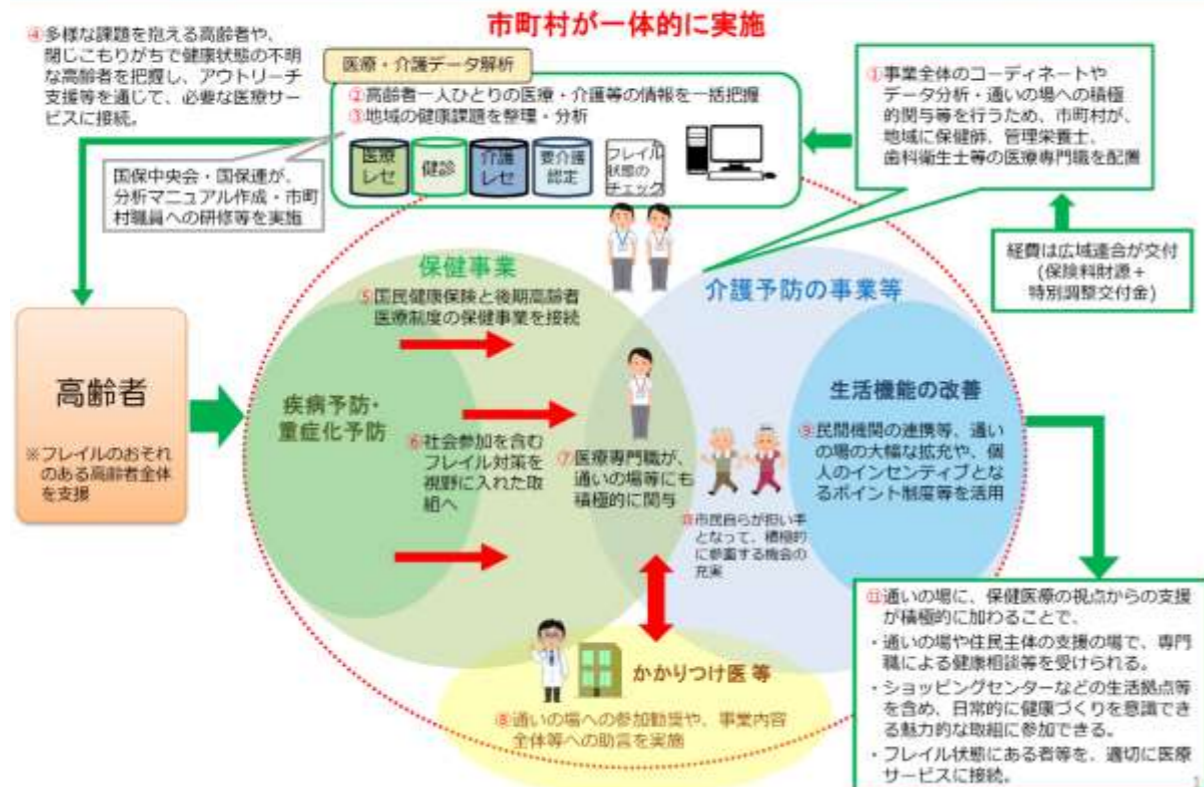 市町村が一体的に実施
④多様な課題を抱える高齢者や、
閉じこもりがちで健康状態の不明
な高齢者を把握し、アウトリーチ
支援等を通じて、必要な医療サー
ビスに接続。
医療・介護データ解析
②高齢者一人ひとりの医療・介護等の情報を一括把握
③地域の健康課題を整理・分析
医療
レセ
健診
介護
レセ
要介護
認定
フレイル
状態の
チェック
①事業全体のコーディネートや
データ分析・通いの場への積極
的関与等を行うため、市町村が、
地域に保健師、管理栄養士、
歯科衛生士等の医療専門職を配置
国保中央会・国保連が、
分析マニュアル作成・市町
村職員への研修等を実施
経費は広域連合が交付
(保険料財源+
特別調整交付金)
保健事業
⑤国民健康保険と後期高齢者
医療制度の保健事業を接続
介護予防の事業等
高齢者
※フレイルのおそれ
のある高齢者全体
を支援
疾病予防・
重症化予防
⑥社会参加を含む
フレイル対策を
視野に入れた取
組へ
⑦医療専門職が、
通いの場等にも
積極的に関与
生活機能の改善
⑨民間機関の連携等、通い
の場の大幅な拡充や、個
人のインセンティブとな
るポイント制度等を活用
市民自らが担い手
となって、積極的
に参画する機会の
充実
かかりつけ医 等
⑧通いの場への参加勧奨や、事業内容
全体等への助言を実施
⑪通いの場に、保健医療の視点からの支援
が積極的に加わることで、
・通いの場や住民主体の支援の場で、専門
職による健康相談等を受けられる。
・ショッピングセンターなどの生活拠点等
を含め、日常的に健康づくりを意識でき
る魅力的な取組に参加できる。
・フレイル状態にある者等を、適切に医療
サービスに接続。
1